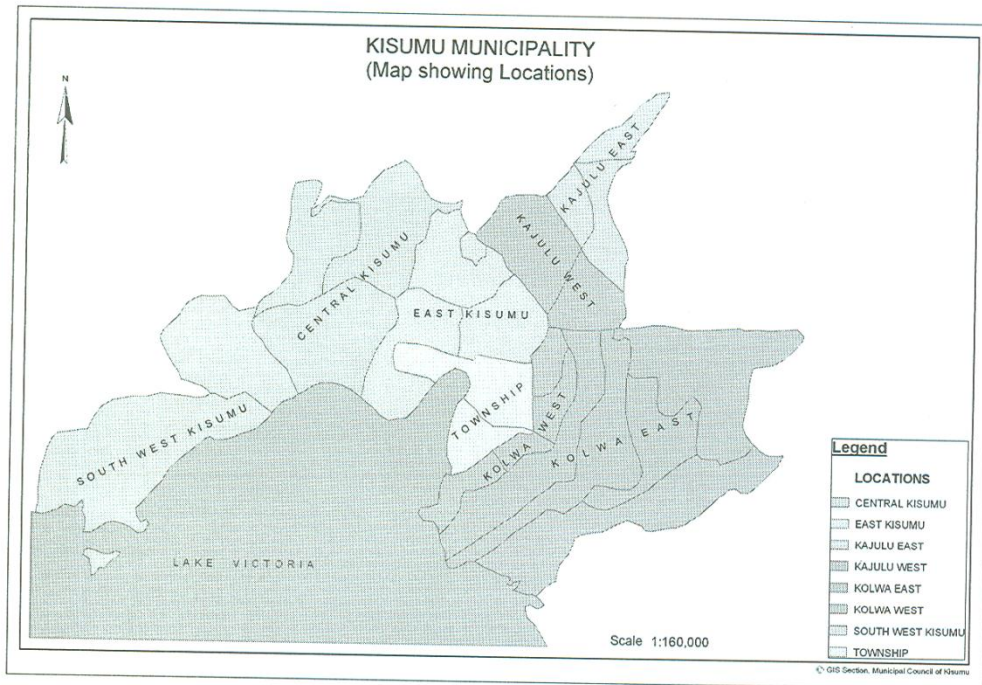 KISUMU MUNICIPALITY
(Map showing Locations)
N
KAJULU EAST
KAJULU WEST
CENTRAL KISUMU
EAST KISUMU
TOWNSHIP
SOUTH WEST KISUMU
KOLWA WEST
KOLWA EAST
LAKE VICTORIA
Legend
LOCATIONS
CENTRAL KISUMU
EAST KISUMU
KAJULU EAST
KAJULU WEST
KOLWA EAST
KOLWA WEST
SOUTH WEST KISUMU
TOWNSHIP
Scale 1:160,000
© GIS Section, Municipal Council of Kisumu